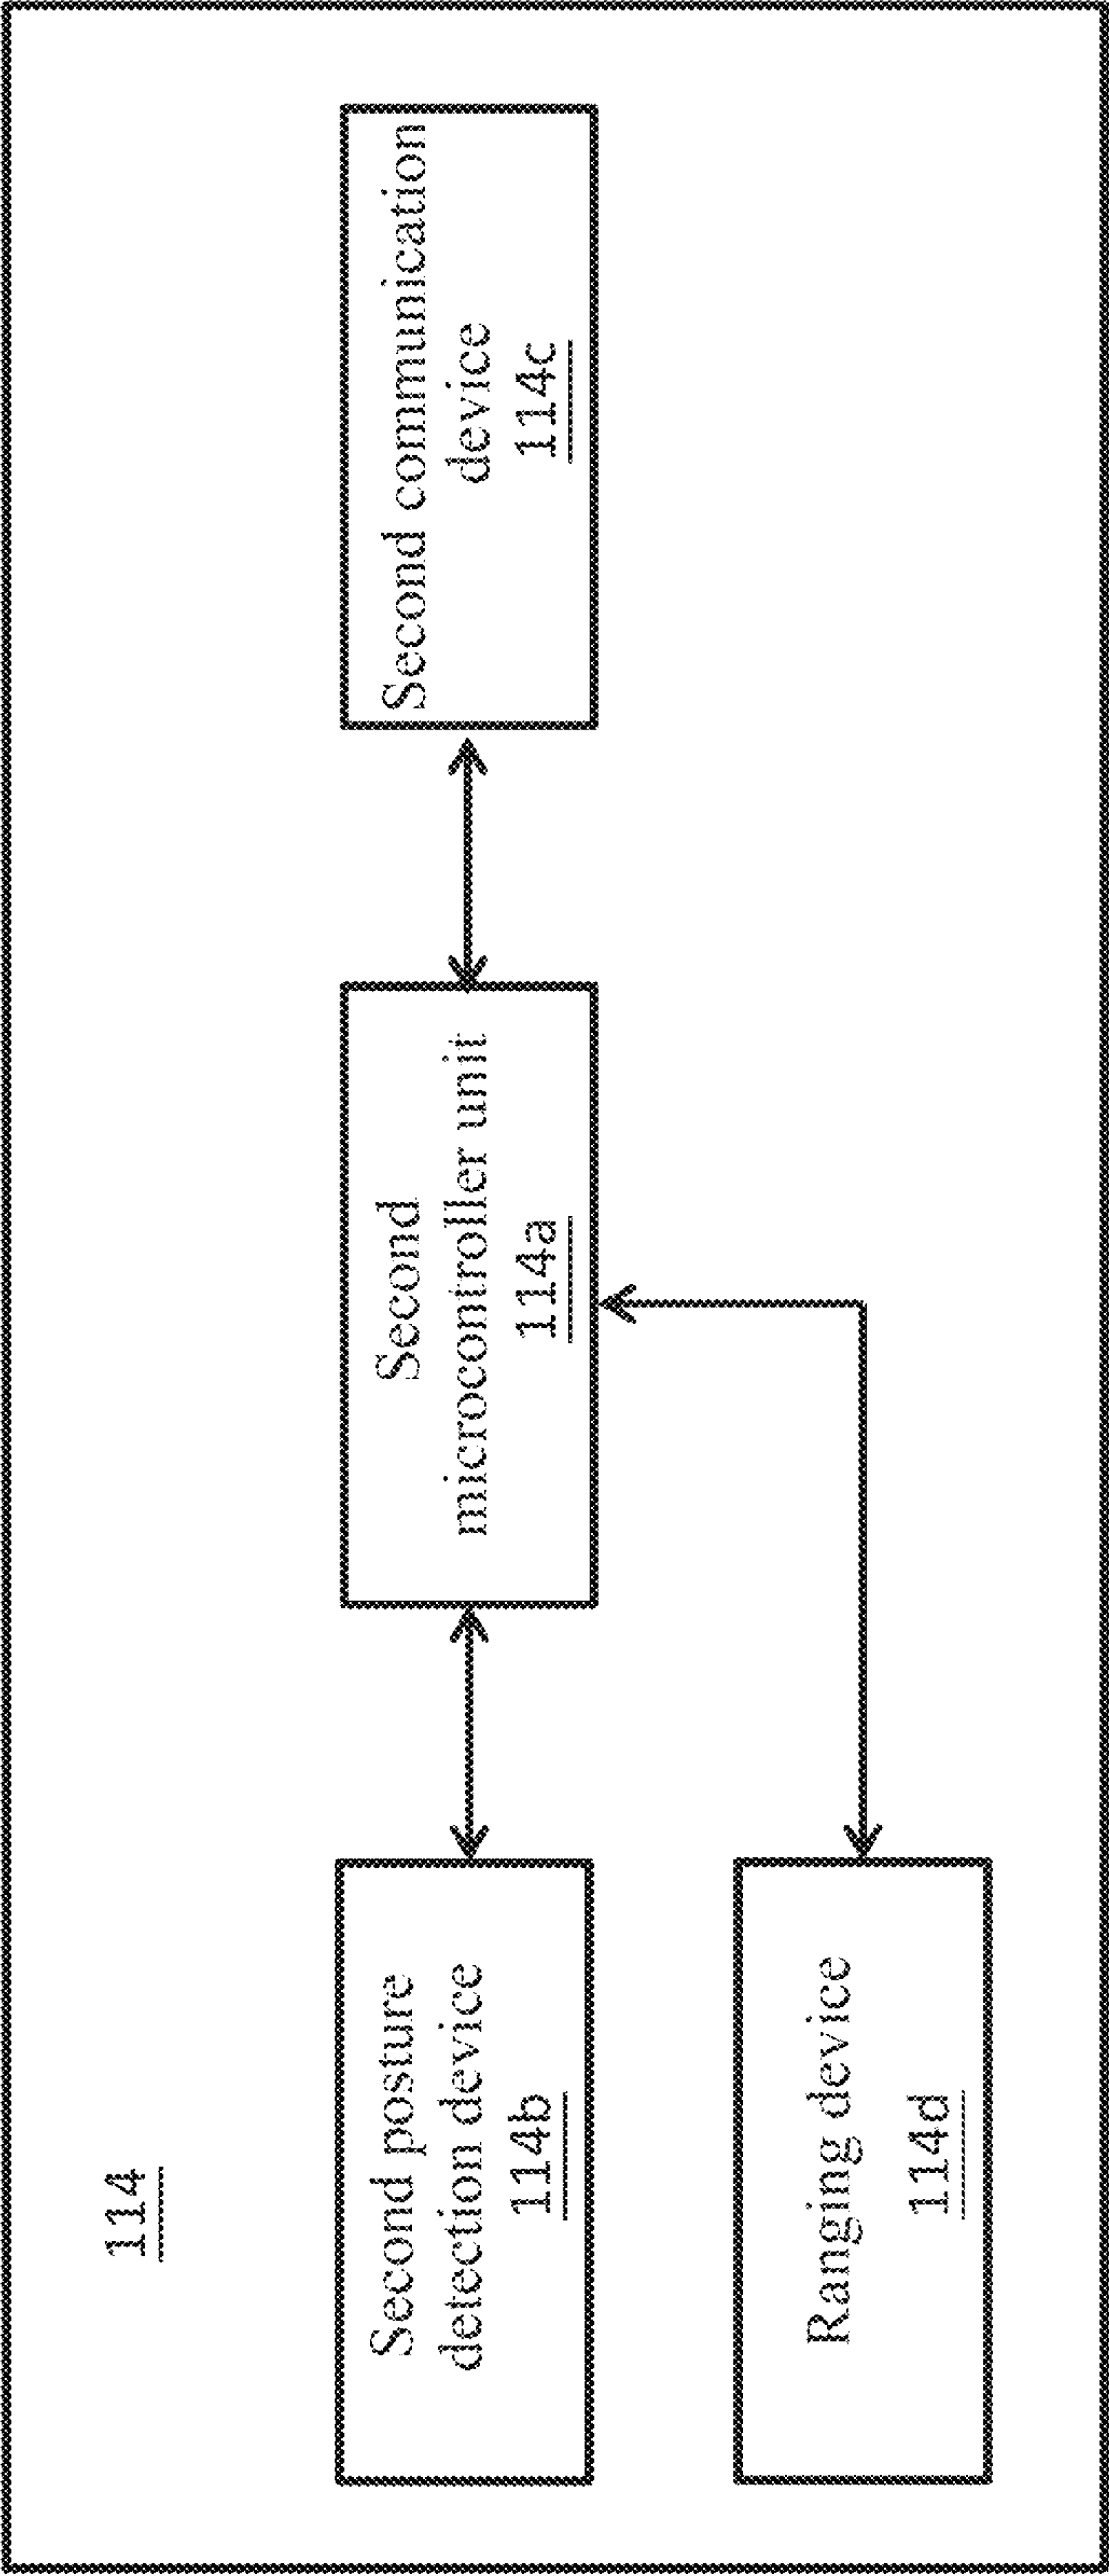 114
Second posture
detection device
114b
Second
microcontroller unit
114a
Second communication
device
114c
Ranging device
114d